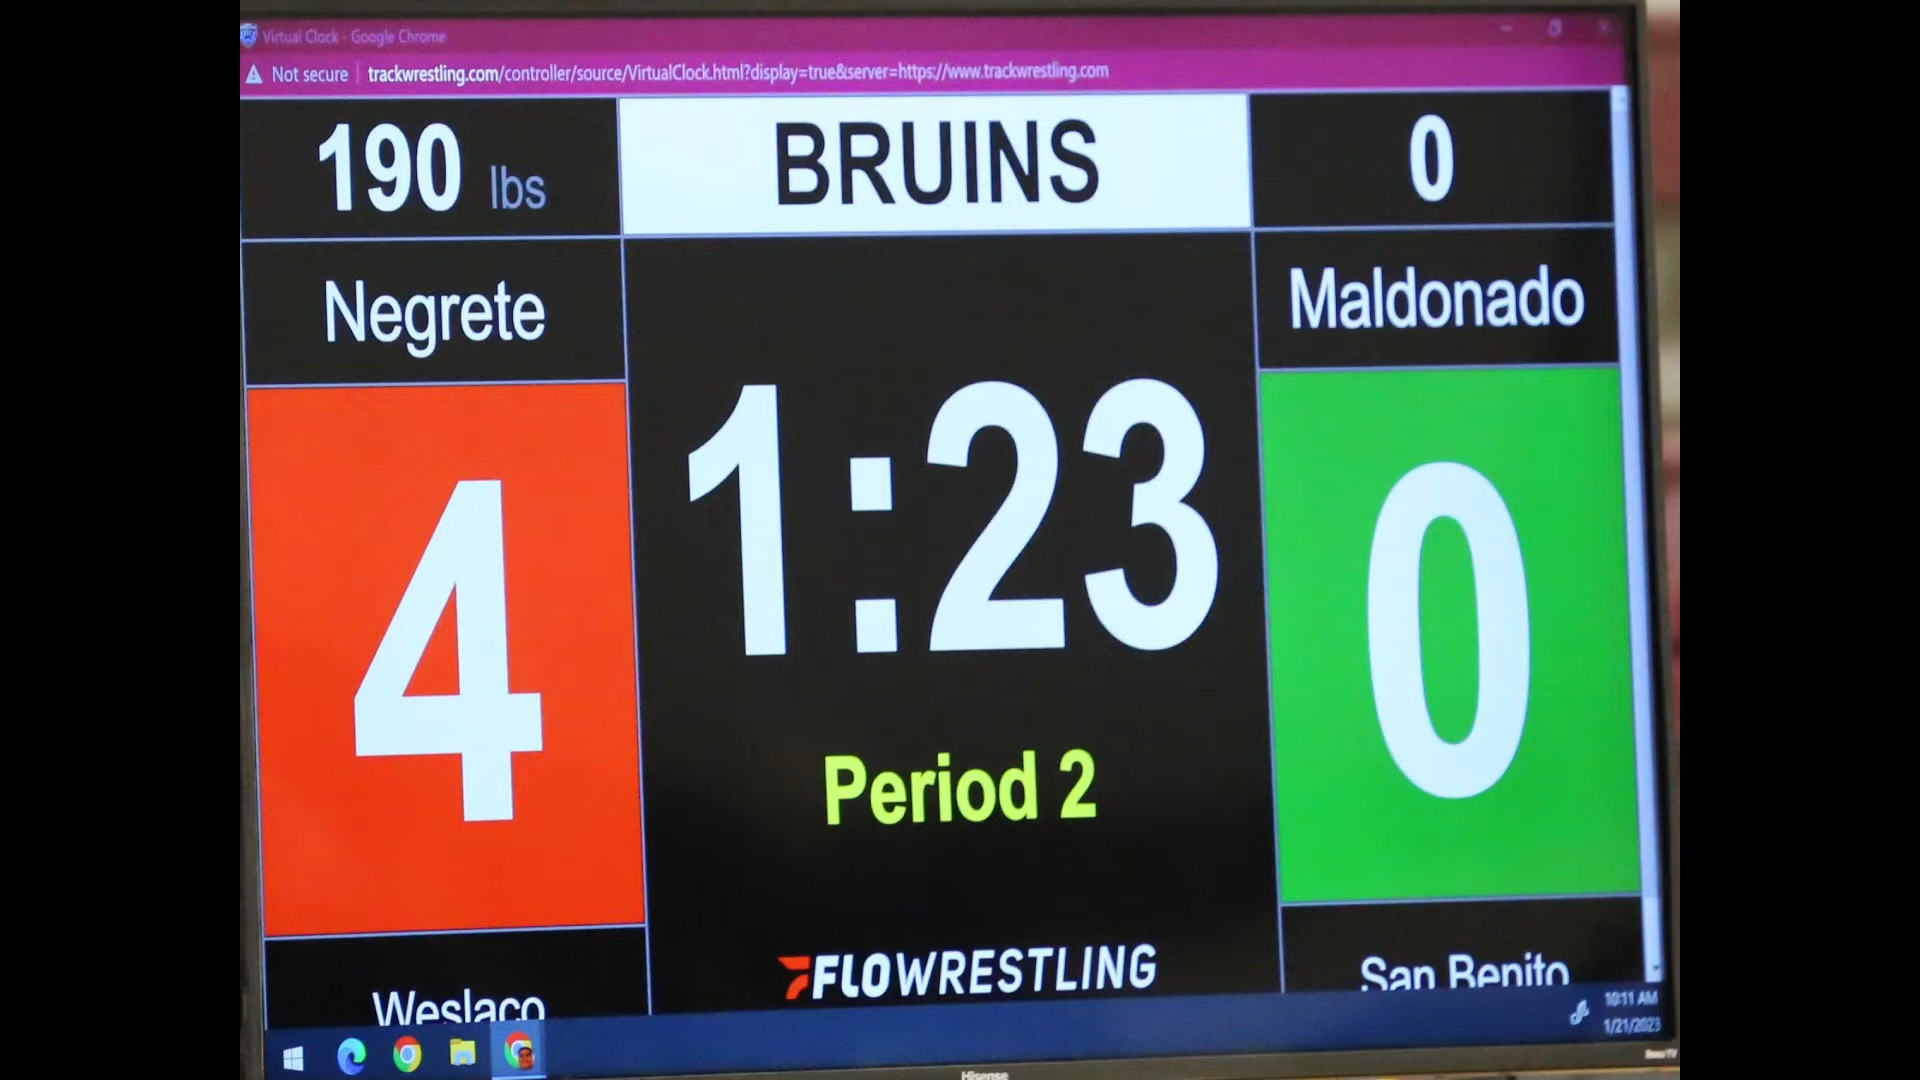 Virtual Clock - Google Chrome
Not secure trackwrestling.com/controller/source/VirtualClock.html?display=true&server=https://www.trackwrestling.com
190 lbs
BRUINS
0
Negrete
Maldonado
4
1:23
0
Period 2
FLOWRESTLING
Weslaco
San Benito
10:11 AM
1/21/2023
Hisense
Roku TV